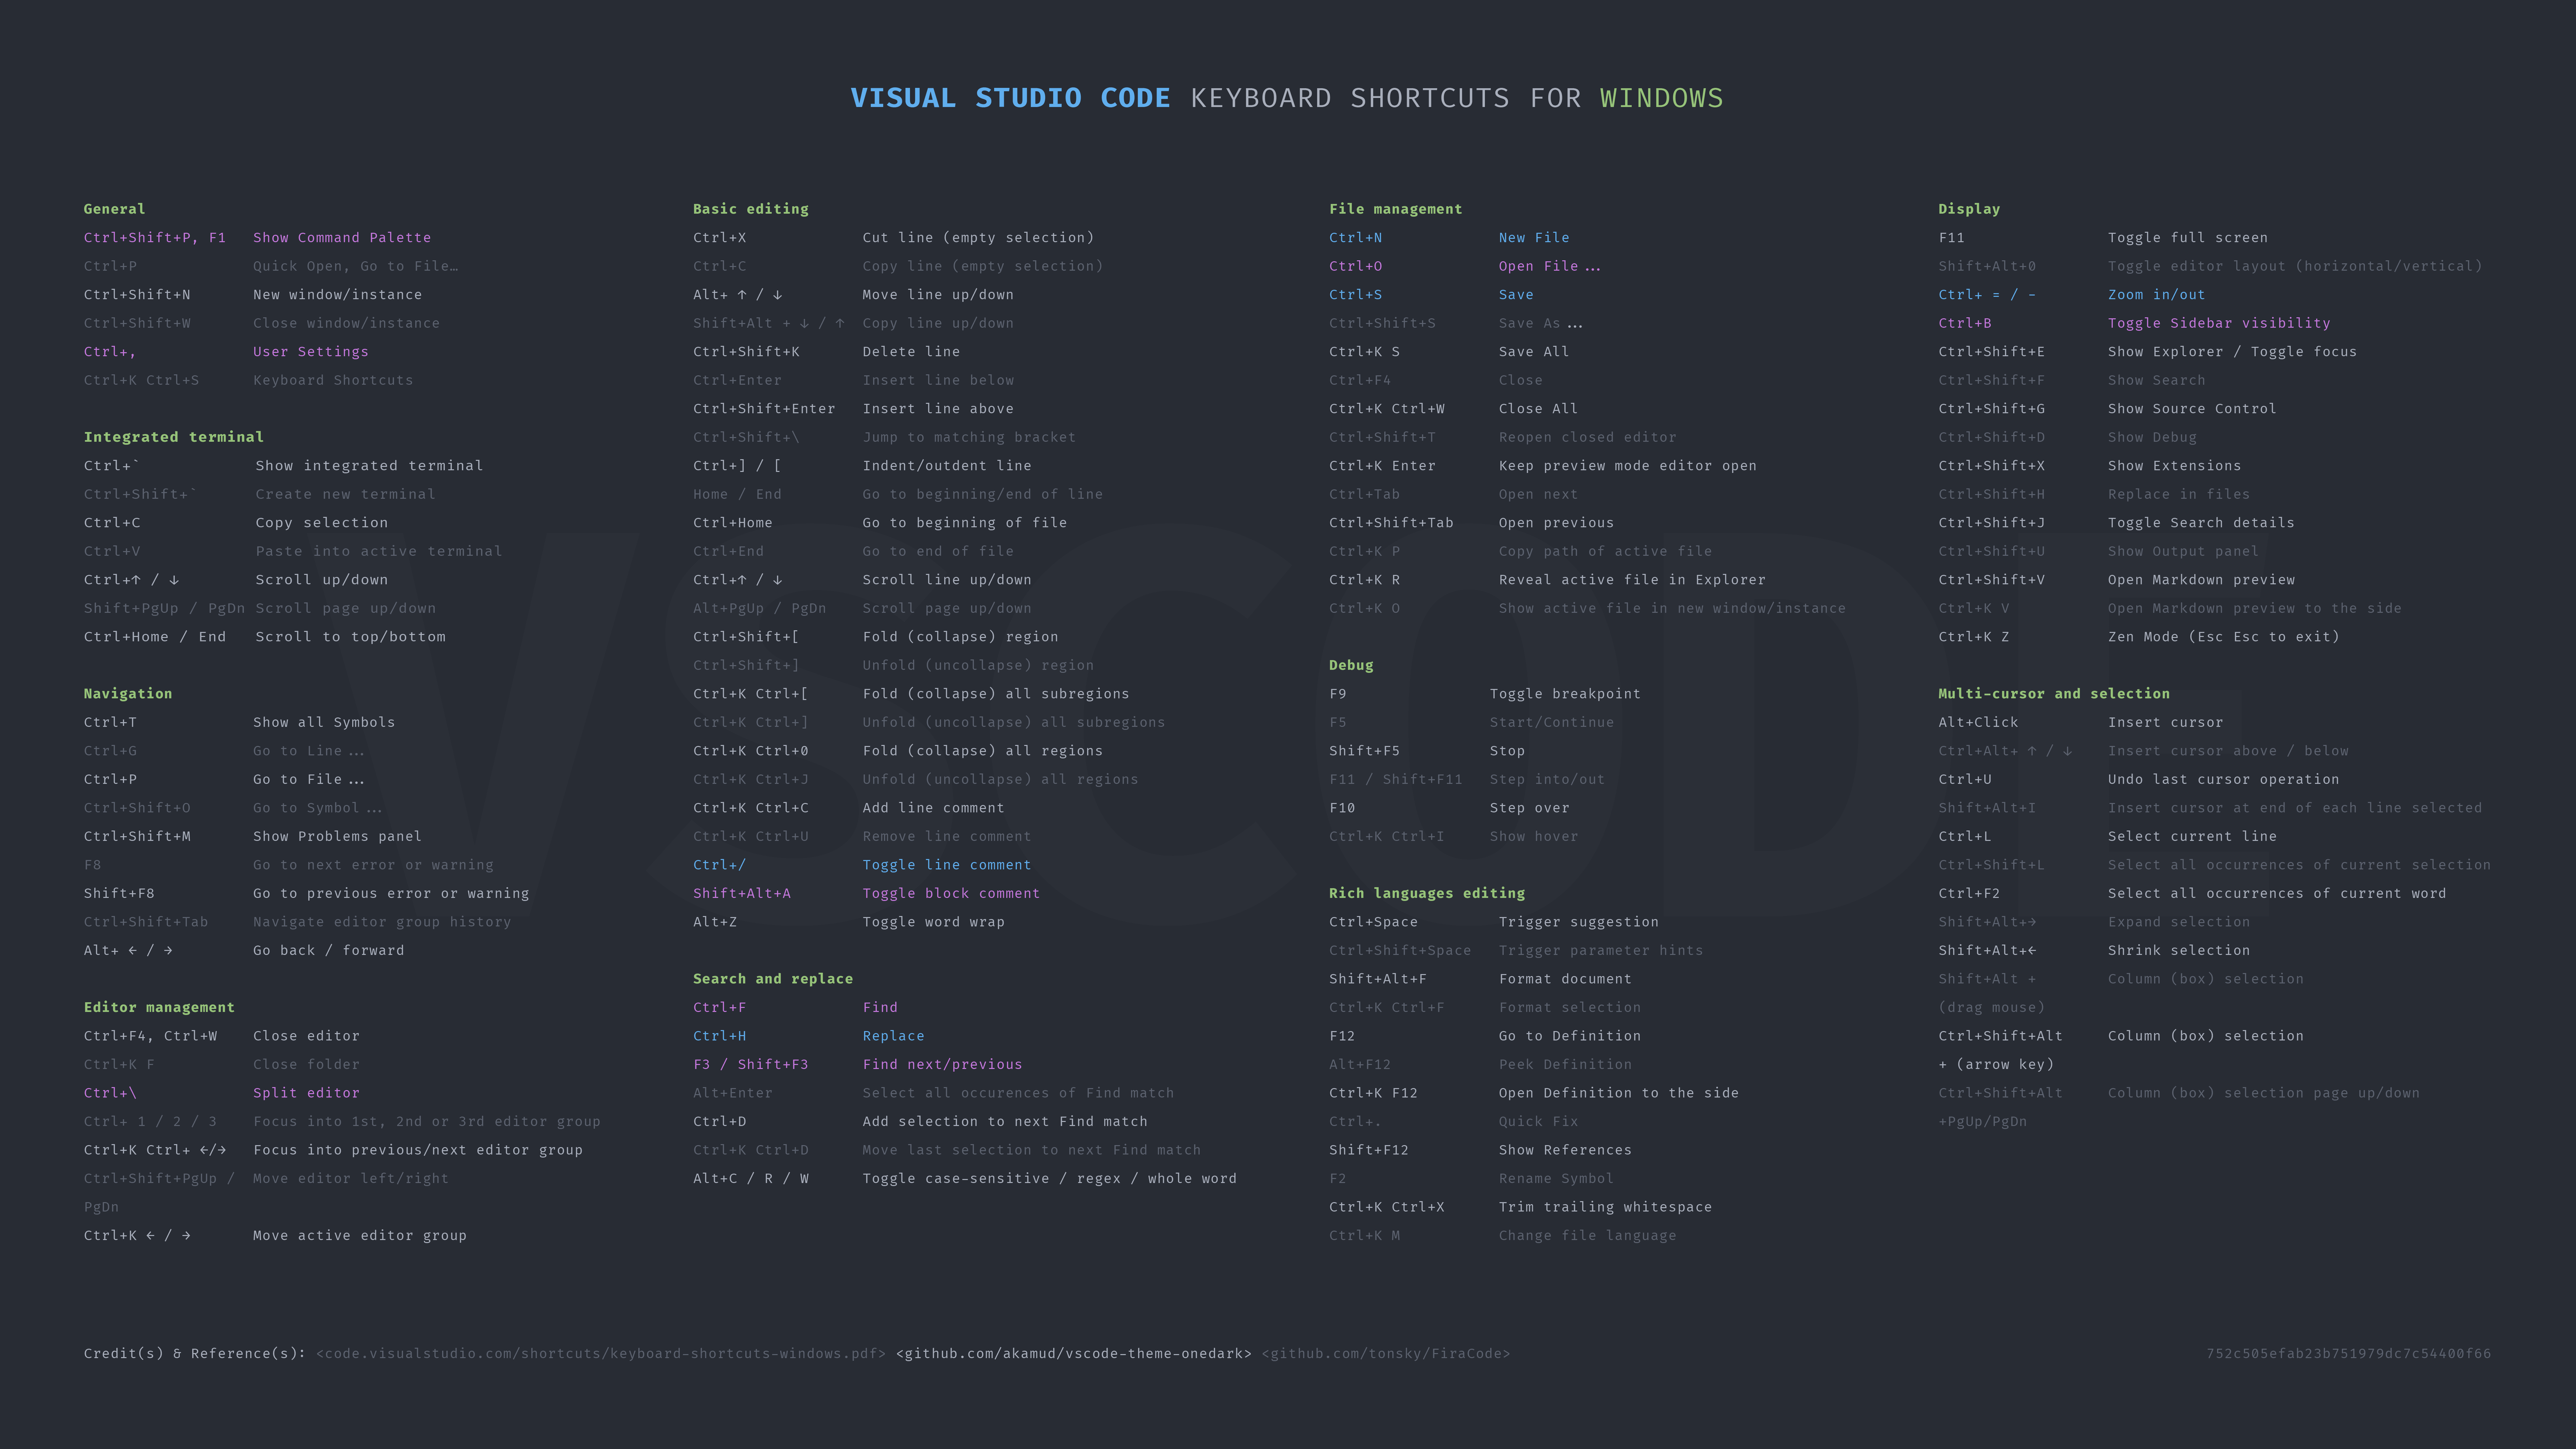 VISUAL STUDIO CODE KEYBOARD SHORTCUTS FOR WINDOWS
General
Ctrl+Shift+P, F1 Show Command Palette
Ctrl+P Quick Open, Go to File…
Ctrl+Shift+N New window/instance
Ctrl+Shift+W Close window/instance
Ctrl+, User Settings
Ctrl+K Ctrl+S Keyboard Shortcuts
Integrated terminal
Ctrl+` Show integrated terminal
Ctrl+Shift+` Create new terminal
Ctrl+C Copy selection
Ctrl+V Paste into active terminal
Ctrl+↑ / ↓ Scroll up/down
Shift+PgUp / PgDn Scroll page up/down
Ctrl+Home / End Scroll to top/bottom
Navigation
Ctrl+T Show all Symbols
Ctrl+G Go to Line...
Ctrl+P Go to File...
Ctrl+Shift+O Go to Symbol...
Ctrl+Shift+M Show Problems panel
F8 Go to next error or warning
Shift+F8 Go to previous error or warning
Ctrl+Shift+Tab Navigate editor group history
Alt+ ← / → Go back / forward
Editor management
Ctrl+F4, Ctrl+W Close editor
Ctrl+K F Close folder
Ctrl+\ Split editor
Ctrl+ 1 / 2 / 3 Focus into 1st, 2nd or 3rd editor group
Ctrl+K Ctrl+ ←/→ Focus into previous/next editor group
Ctrl+Shift+PgUp / Move editor left/right
PgDn
Ctrl+K ← / → Move active editor group
Basic editing
Ctrl+X Cut line (empty selection)
Ctrl+C Copy line (empty selection)
Alt+ ↑ / ↓ Move line up/down
Shift+Alt + ↓ / ↑ Copy line up/down
Ctrl+Shift+K Delete line
Ctrl+Enter Insert line below
Ctrl+Shift+Enter Insert line above
Ctrl+Shift+\ Jump to matching bracket
Ctrl+] / [ Indent/outdent line
Home / End Go to beginning/end of line
Ctrl+Home Go to beginning of file
Ctrl+End Go to end of file
Ctrl+↑ / ↓ Scroll line up/down
Alt+PgUp / PgDn Scroll page up/down
Ctrl+Shift+[ Fold (collapse) region
Ctrl+Shift+] Unfold (uncollapse) region
Ctrl+K Ctrl+[ Fold (collapse) all subregions
Ctrl+K Ctrl+] Unfold (uncollapse) all subregions
Ctrl+K Ctrl+0 Fold (collapse) all regions
Ctrl+K Ctrl+J Unfold (uncollapse) all regions
Ctrl+K Ctrl+C Add line comment
Ctrl+K Ctrl+U Remove line comment
Ctrl+/ Toggle line comment
Shift+Alt+A Toggle block comment
Alt+Z Toggle word wrap
Search and replace
Ctrl+F Find
Ctrl+H Replace
F3 / Shift+F3 Find next/previous
Alt+Enter Select all occurences of Find match
Ctrl+D Add selection to next Find match
Ctrl+K Ctrl+D Move last selection to next Find match
Alt+C / R / W Toggle case-sensitive / regex / whole word
File management
Ctrl+N New File
Ctrl+O Open File...
Ctrl+S Save
Ctrl+Shift+S Save As...
Ctrl+K S Save All
Ctrl+F4 Close
Ctrl+K Ctrl+W Close All
Ctrl+Shift+T Reopen closed editor
Ctrl+K Enter Keep preview mode editor open
Ctrl+Tab Open next
Ctrl+Shift+Tab Open previous
Ctrl+K P Copy path of active file
Ctrl+K R Reveal active file in Explorer
Ctrl+K O Show active file in new window/instance
Debug
F9 Toggle breakpoint
F5 Start/Continue
Shift+F5 Stop
F11 / Shift+F11 Step into/out
F10 Step over
Ctrl+K Ctrl+I Show hover
Rich languages editing
Ctrl+Space Trigger suggestion
Ctrl+Shift+Space Trigger parameter hints
Shift+Alt+F Format document
Ctrl+K Ctrl+F Format selection
F12 Go to Definition
Alt+F12 Peek Definition
Ctrl+K F12 Open Definition to the side
Ctrl+. Quick Fix
Shift+F12 Show References
F2 Rename Symbol
Ctrl+K Ctrl+X Trim trailing whitespace
Ctrl+K M Change file language
Display
F11 Toggle full screen
Shift+Alt+0 Toggle editor layout (horizontal/vertical)
Ctrl+ = / - Zoom in/out
Ctrl+B Toggle Sidebar visibility
Ctrl+Shift+E Show Explorer / Toggle focus
Ctrl+Shift+F Show Search
Ctrl+Shift+G Show Source Control
Ctrl+Shift+D Show Debug
Ctrl+Shift+X Show Extensions
Ctrl+Shift+H Replace in files
Ctrl+Shift+J Toggle Search details
Ctrl+Shift+U Show Output panel
Ctrl+Shift+V Open Markdown preview
Ctrl+K V Open Markdown preview to the side
Ctrl+K Z Zen Mode (Esc Esc to exit)
Multi-cursor and selection
Alt+Click Insert cursor
Ctrl+Alt+ ↑ / ↓ Insert cursor above / below
Ctrl+U Undo last cursor operation
Shift+Alt+I Insert cursor at end of each line selected
Ctrl+L Select current line
Ctrl+Shift+L Select all occurrences of current selection
Ctrl+F2 Select all occurrences of current word
Shift+Alt+→ Expand selection
Shift+Alt+← Shrink selection
Shift+Alt + Column (box) selection
(drag mouse)
Ctrl+Shift+Alt Column (box) selection
+ (arrow key)
Ctrl+Shift+Alt Column (box) selection page up/down
+PgUp/PgDn
VSCODE
Credit(s) & Reference(s): <code.visualstudio.com/shortcuts/keyboard-shortcuts-windows.pdf> <github.com/akamud/vscode-theme-onedark> <github.com/tonsky/FiraCode>
752c505efab23b751979dc7c54400f66